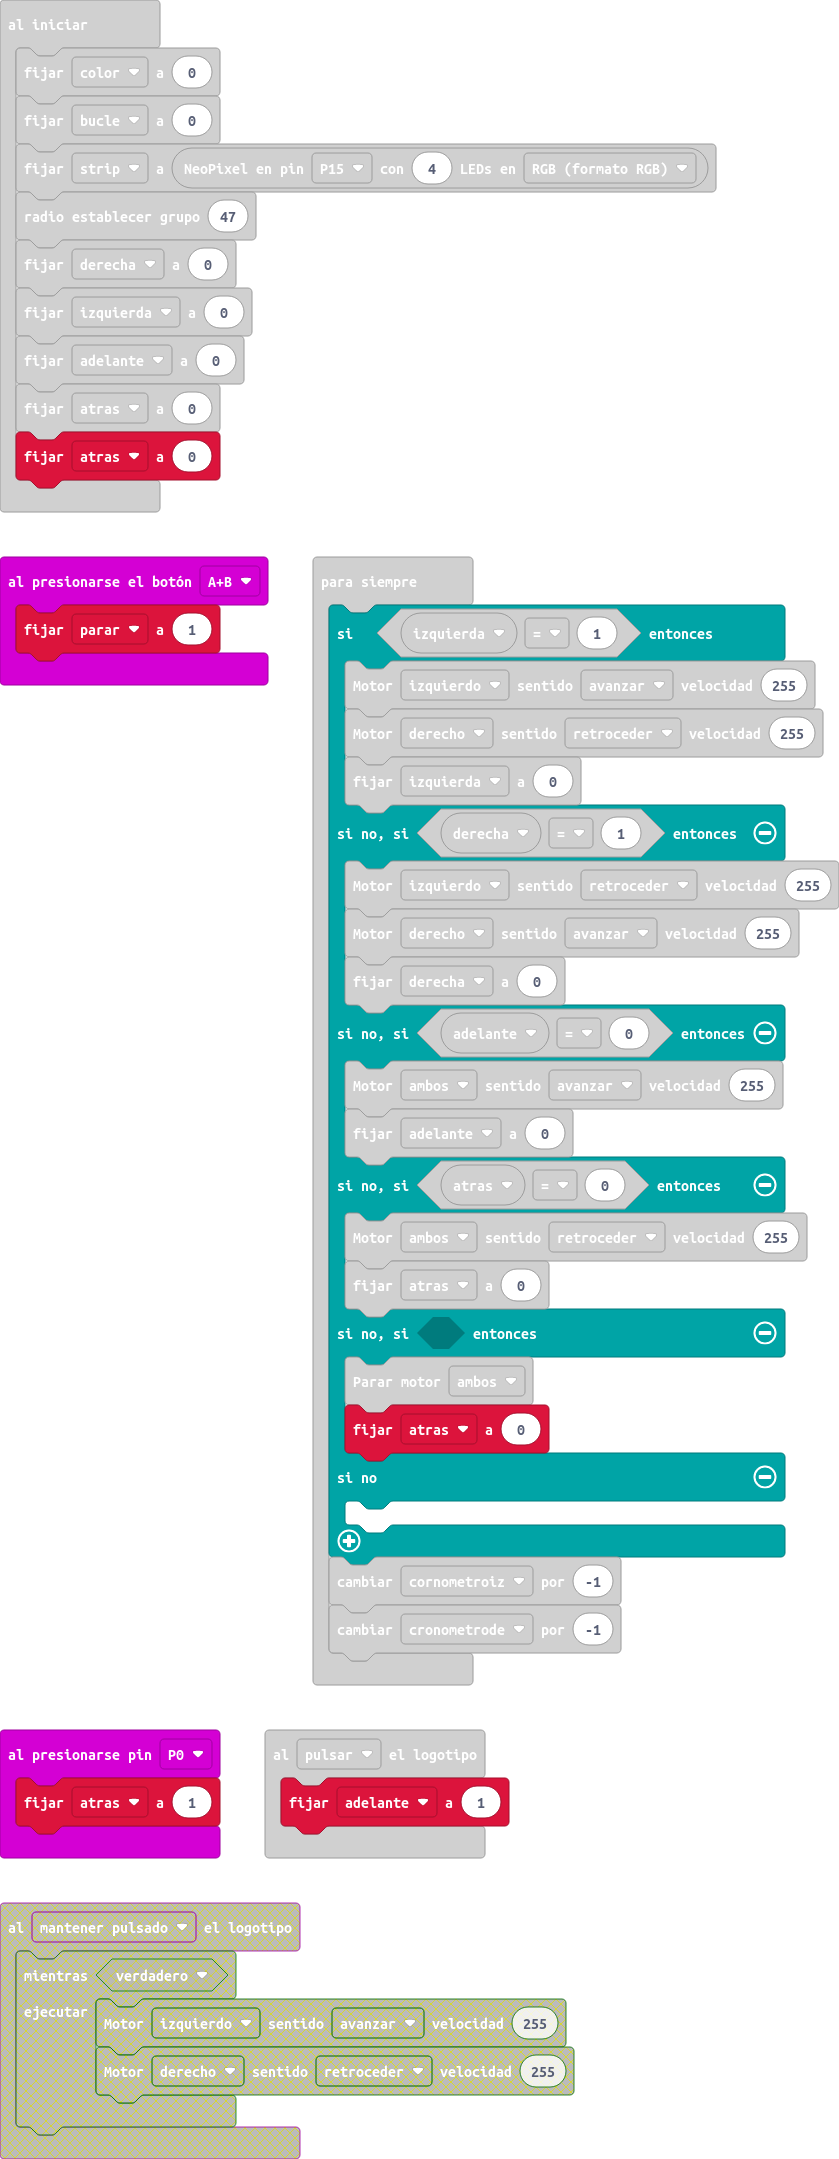 al iniciar
fijar color a 0
fijar bucle a 0
fijar strip a NeoPixel en pin P15 con 4 LEDs en RGB (formato RGB)
radio establecer grupo 47
fijar derecha a 0
fijar izquierda a 0
fijar adelante a 0
fijar atras a 0
fijar atras a 0
al presionarse el botón A+B
fijar parar a 1
para siempre
si izquierda = 1 entonces
Motor izquierdo sentido avanzar velocidad 255
Motor derecho sentido retroceder velocidad 255
fijar izquierda a 0
si no, si derecha = 1 entonces
Motor izquierdo sentido retroceder velocidad 255
Motor derecho sentido avanzar velocidad 255
fijar derecha a 0
si no, si adelante = 0 entonces
Motor ambos sentido avanzar velocidad 255
fijar adelante a 0
si no, si atras = 0 entonces
Motor ambos sentido retroceder velocidad 255
fijar atras a 0
si no, si entonces
Parar motor ambos
fijar atras a 0
si no
cambiar cornometroiz por -1
cambiar cronometrode por -1
al presionarse pin P0
fijar atras a 1
al pulsar el logotipo
fijar adelante a 1
al mantener pulsado el logotipo
mientras verdadero
ejecutar
Motor izquierdo sentido avanzar velocidad 255
Motor derecho sentido retroceder velocidad 255